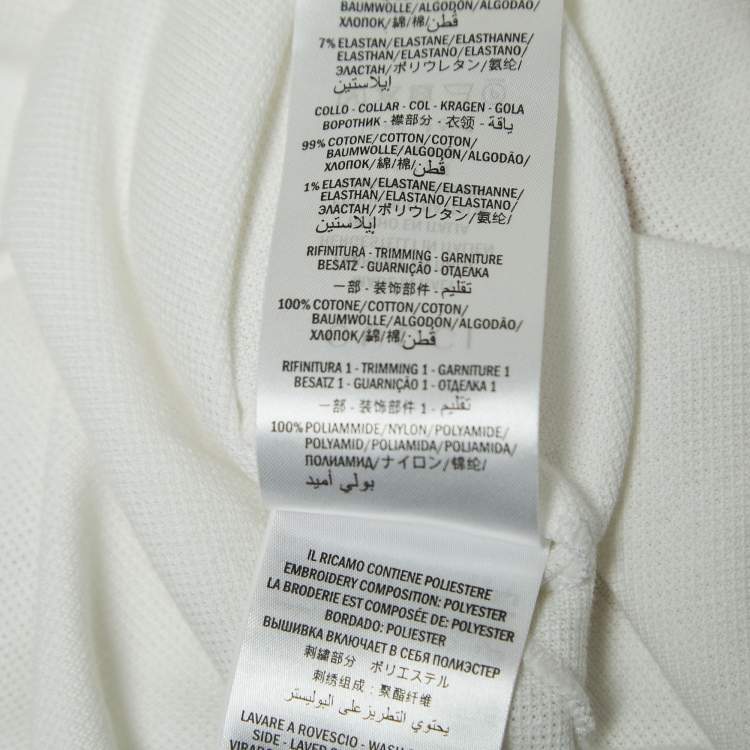 BAUMWOLLE/ALGODÓN/ALGODÃO/
ХЛОПОК/綿/棉/قطن
7% ELASTAN/ELASTANE/ELASTHANNE/
ELASTHAN/ELASTANO/ELASTANO/
ЭЛАСТАН/ポリウレタン/氨纶/
إيلاستين
COLLO - COLLAR - COL - KRAGEN - GOLA
ВОРОТНИК - 襟部分 - 衣领 - ياقة
99% COTONE/COTTON/COTON/
BAUMWOLLE/ALGODÓN/ALGODÃO/
ХЛОПОК/綿/棉/قطن
1% ELASTAN/ELASTANE/ELASTHANNE/
ELASTHAN/ELASTANO/ELASTANO/
ЭЛАСТАН/ポリウレタン/氨纶/
إيلاستين
RIFINITURA - TRIMMING - GARNITURE
BESATZ - GUARNIÇÃO - ОТДЕЛКА
一部 - 装饰部件 - تقليم
100% COTONE/COTTON/COTON/
BAUMWOLLE/ALGODÓN/ALGODÃO/
ХЛОПОК/綿/棉/قطن
RIFINITURA 1 - TRIMMING 1 - GARNITURE 1
BESATZ 1 - GUARNIÇÃO 1 - ОТДЕЛКА 1
一部 - 装饰部件 1 - تقليم
100% POLIAMMIDE/NYLON/POLYAMIDE/
POLYAMID/POLIAMIDA/POLIAMIDA/
ПОЛИАМИД/ナイロン/锦纶/
بولي أميد
IL RICAMO CONTIENE POLIESTERE
EMBROIDERY COMPOSITION: POLYESTER
LA BRODERIE EST COMPOSÉE DE: POLYESTER
BORDADO: POLIESTER
ВЫШИВКА ВКЛЮЧАЕТ В СЕБЯ ПОЛИЭСТЕР
刺繍部分 ポリエステル
刺绣组成：聚酯纤维
يحتوي التطريز على البوليستر
LAVARE A ROVESCIO - WASH
SIDE - LAVER